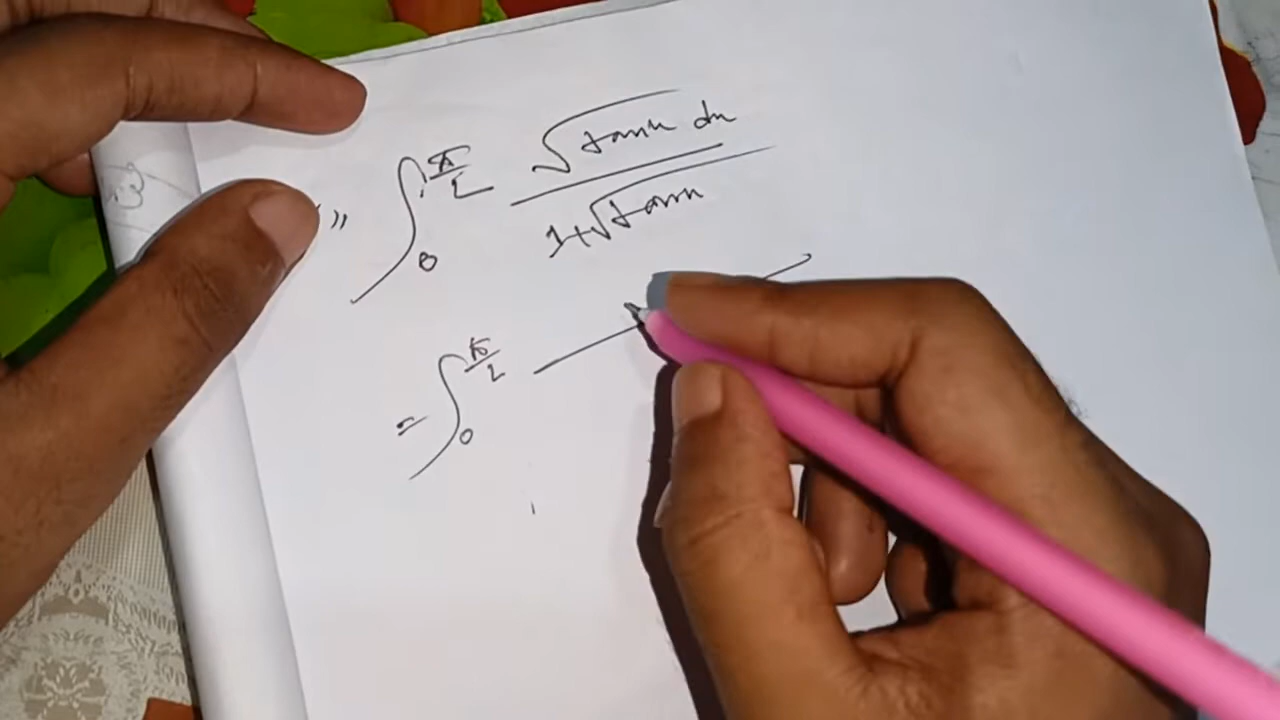 ∫₀^(π/2) √(tanx) dx / (1+√(tanx))
= ∫₀^(π/2)